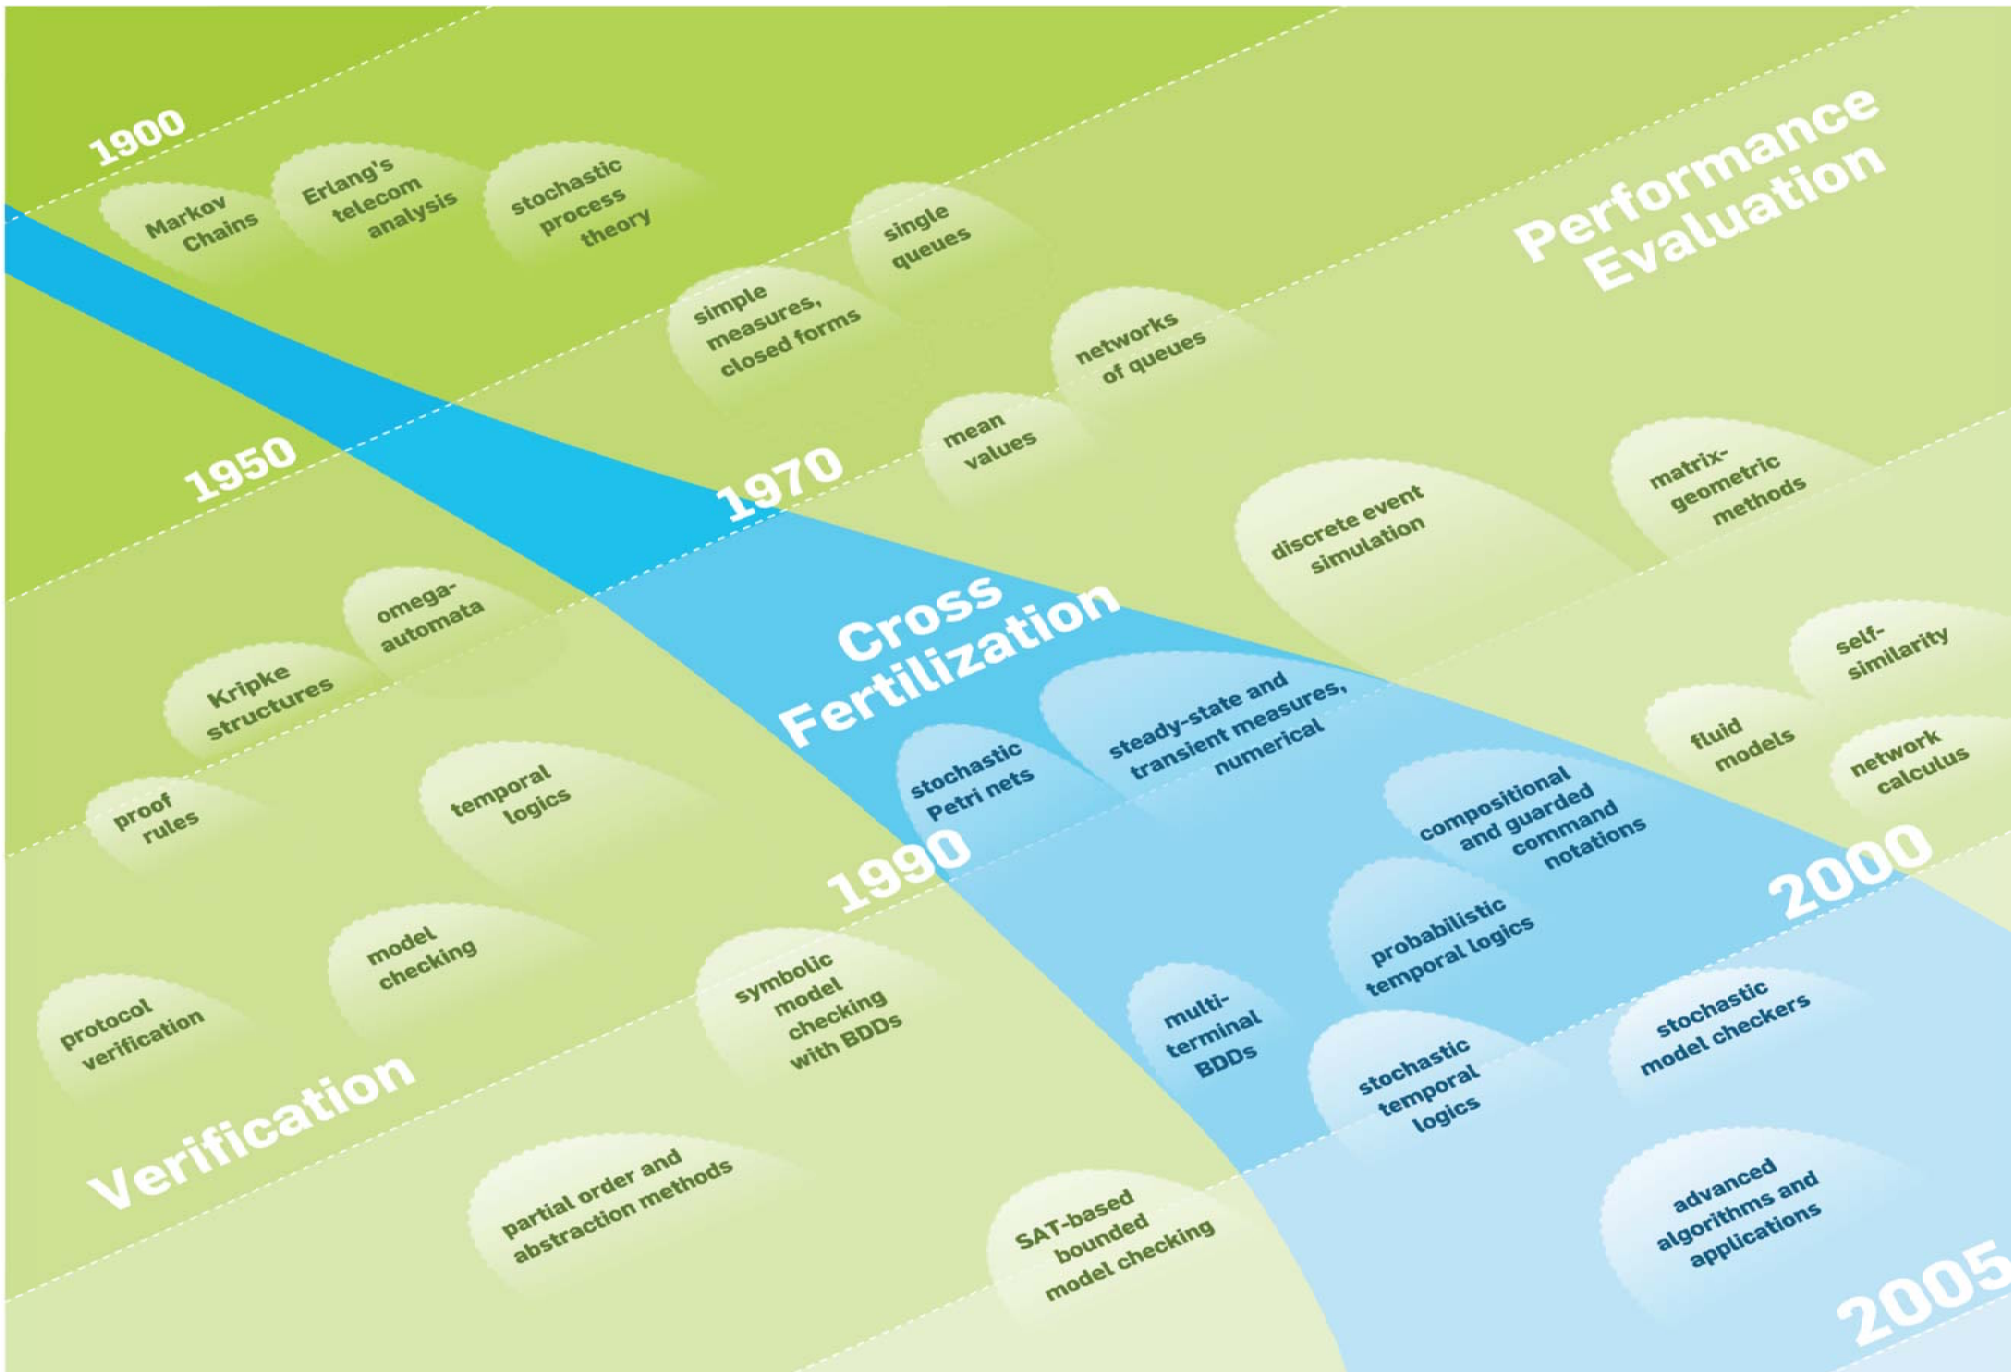 1900
Markov
Chains
Erlang's
telecom
analysis
stochastic
process
theory
single
queues
simple
measures,
closed forms
networks
of queues
mean
values
Performance
Evaluation
1950
1970
matrix-
geometric
methods
discrete event
simulation
omega-
automata
Kripke
structures
Cross
Fertilization
self-
similarity
fluid
models
network
calculus
steady-state and
transient measures,
numerical
stochastic
Petri nets
proof
rules
temporal
logics
1990
compositional
and guarded
command
notations
2000
model
checking
protocol
verification
symbolic
model
checking
with BDDs
probabilistic
temporal logics
multi-
terminal
BDDs
stochastic
temporal
logics
stochastic
model checkers
Verification
partial order and
abstraction methods
SAT-based
bounded
model checking
advanced
algorithms and
applications
2005